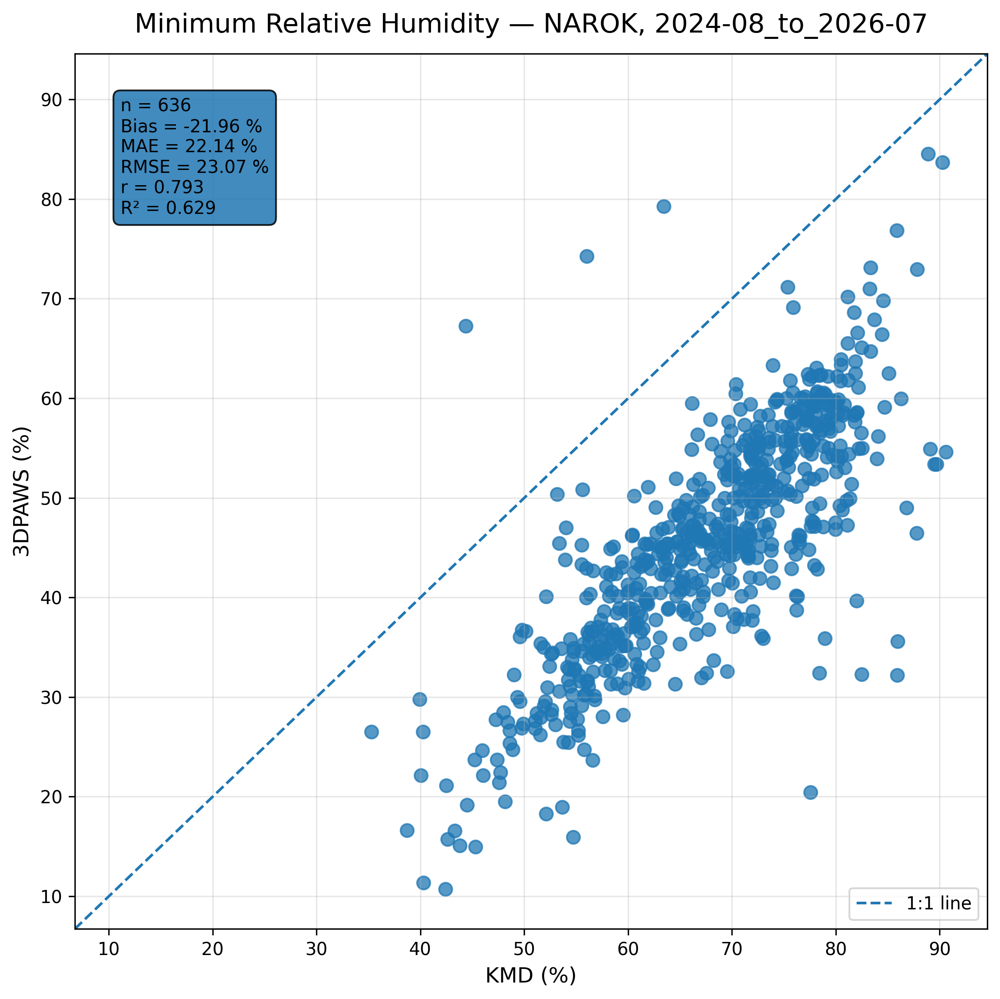 Minimum Relative Humidity — NAROK, 2024-08_to_2026-07
n = 636
Bias = -21.96 %
MAE = 22.14 %
RMSE = 23.07 %
r = 0.793
R² = 0.629
3DPAWS (%)
90
80
70
60
50
40
30
20
10
1:1 line
10 20 30 40 50 60 70 80 90
KMD (%)